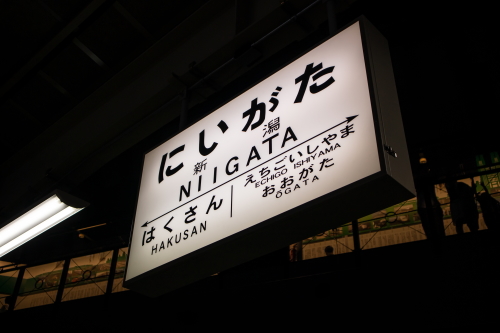 にいがた
新潟
NIIGATA
はくさん
HAKUSAN
えちごいしやま
ECHIGO ISHIYAMA
おおがた
ŌGATA